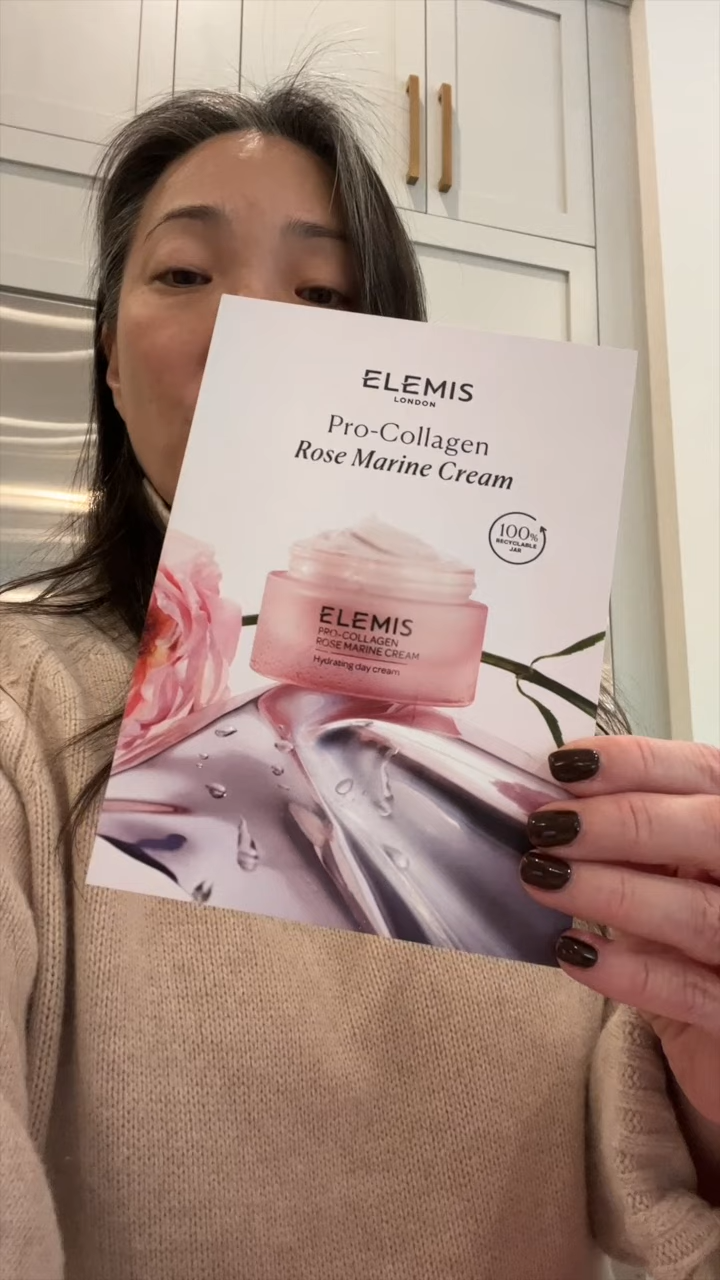 ELEMIS
LONDON
Pro-Collagen
Rose Marine Cream
100%
RECYCLABLE
JAR
ELEMIS
PRO-COLLAGEN
ROSE MARINE CREAM
Hydrating day cream